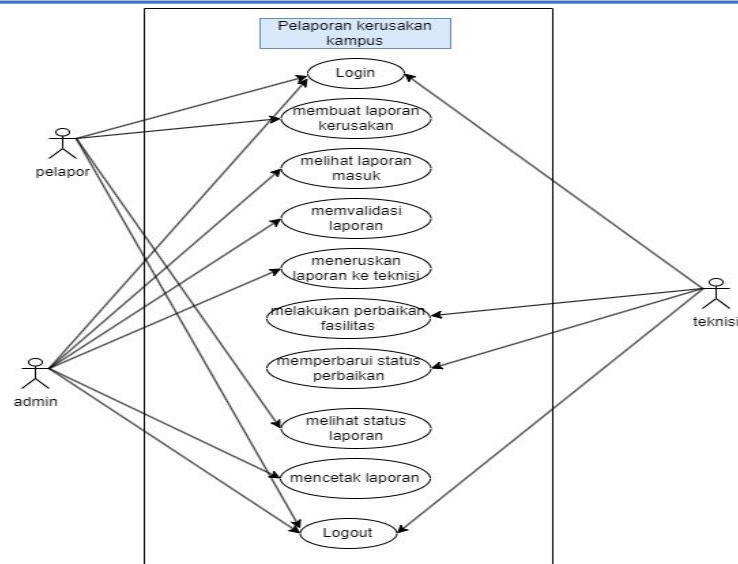 Pelaporan kerusakan
kampus
Login
membuat laporan
kerusakan
pelapor
melihat laporan
masuk
memvalidasi
laporan
meneruskan
laporan ke teknisi
melakukan perbaikan
fasilitas
teknisi
memperbarui status
perbaikan
admin
melihat status
laporan
mencetak laporan
Logout